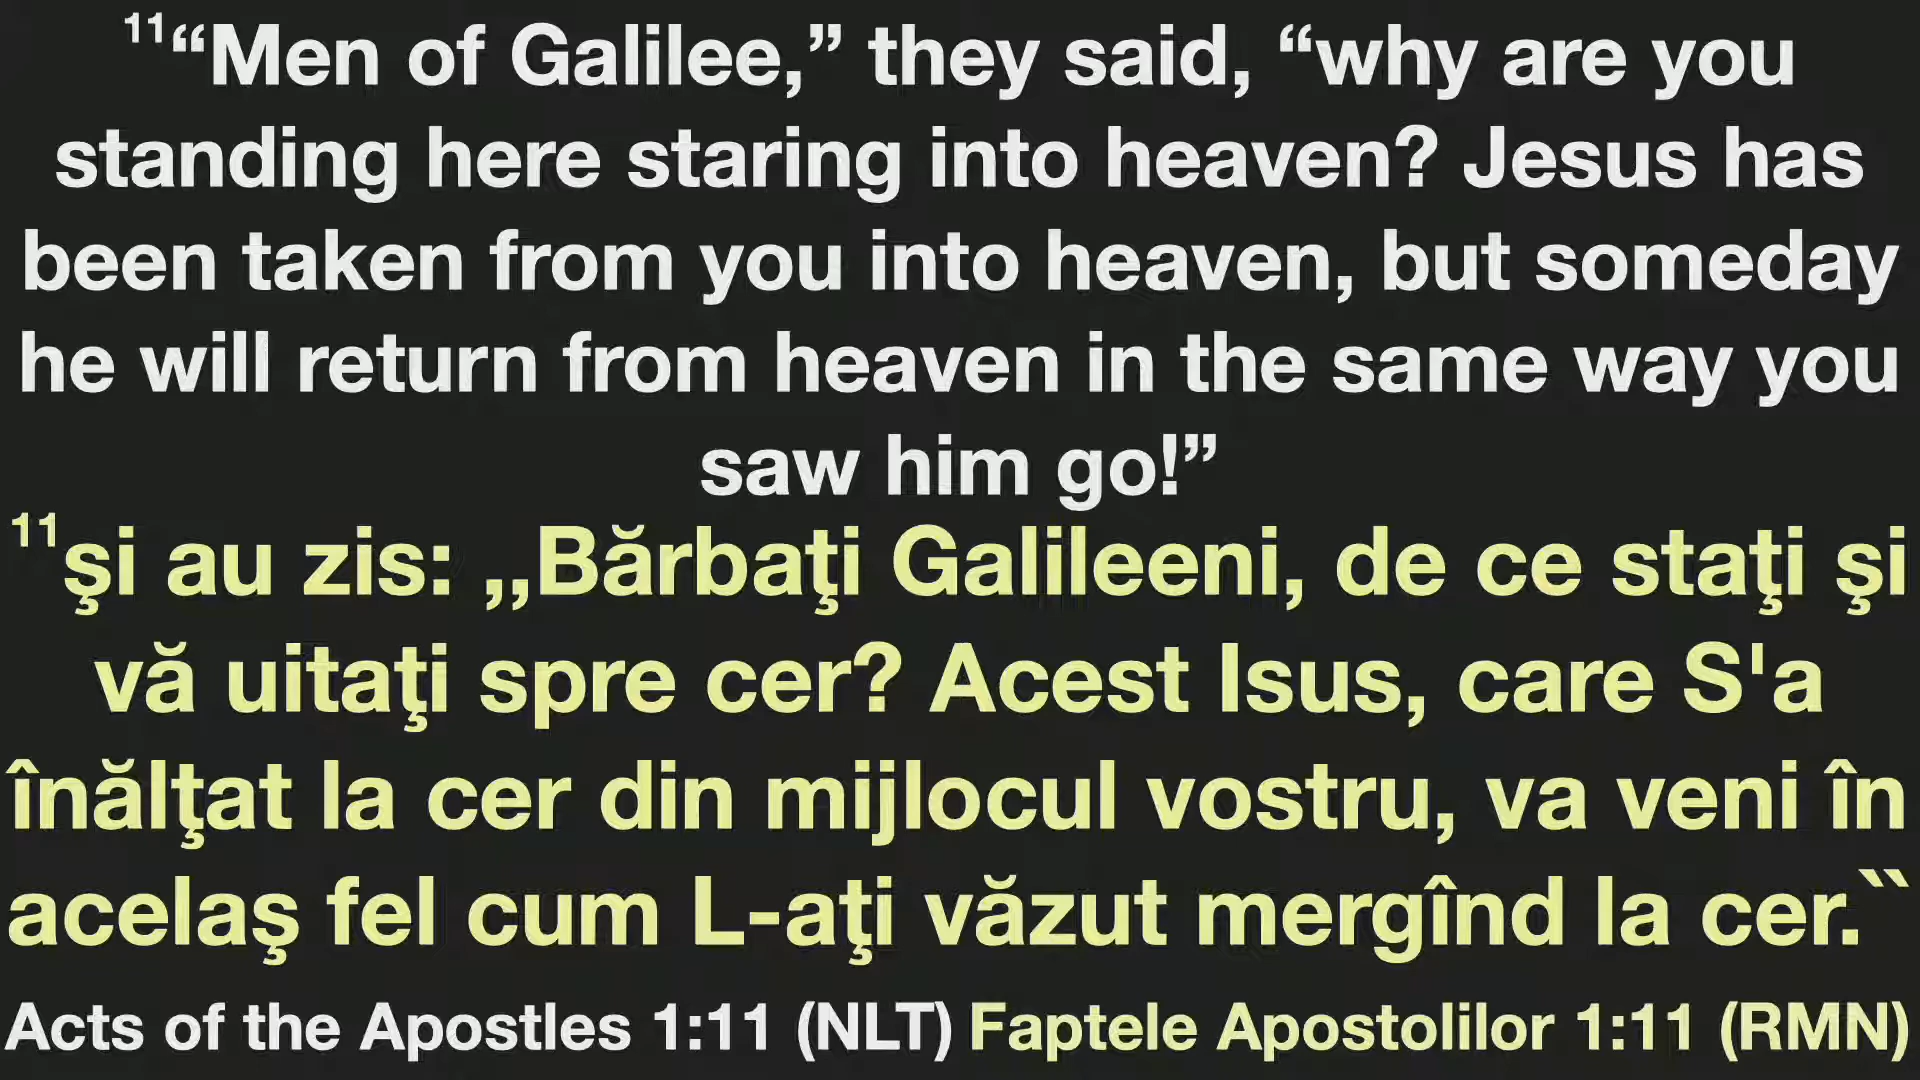 11“Men of Galilee,” they said, “why are you
standing here staring into heaven? Jesus has
been taken from you into heaven, but someday
he will return from heaven in the same way you
saw him go!”
11şi au zis: ,,Bărbaţi Galileeni, de ce staţi şi
vă uitaţi spre cer? Acest Isus, care S'a
înălţat la cer din mijlocul vostru, va veni în
acelaş fel cum L-aţi văzut mergînd la cer.``
Acts of the Apostles 1:11 (NLT) Faptele Apostolilor 1:11 (RMN)